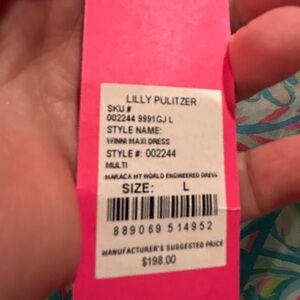 LILLY PULITZER
SKU #
002244 9991GJ L
STYLE NAME:
WINNI MAXI DRESS
STYLE #: 002244
MULTI
MARACA MY WORLD ENGINEERED DRESS
SIZE: L
889069 514952
MANUFACTURER'S SUGGESTED PRICE
$198.00